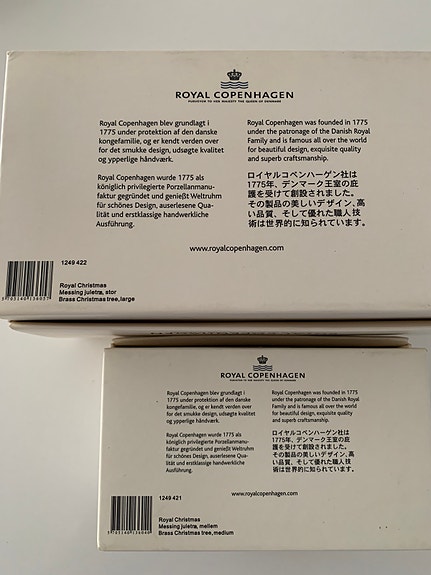 ROYAL COPENHAGEN
PURVEYOR TO HER MAJESTY THE QUEEN OF DENMARK
Royal Copenhagen blev grundlagt i
1775 under protektion af den danske
kongefamilie, og er kendt verden over
for det smukke design, udsøgte kvalitet
og ypperlige håndværk.
Royal Copenhagen wurde 1775 als
königlich privilegierte Porzellanmanu-
faktur gegründet und genießt Weltruhm
für schönes Design, auserlesene Qua-
lität und erstklassige handwerkliche
Ausführung.
Royal Copenhagen was founded in 1775
under the patronage of the Danish Royal
Family and is famous all over the world
for beautiful design, exquisite quality
and superb craftsmanship.
ロイヤルコペンハーゲン社は
1775年、デンマーク王室の庇
護を受けて創設されました。
その製品の美しいデザイン、高
い品質、そして優れた職人技
術は世界的に知られています。
www.royalcopenhagen.com
1249 422
Royal Christmas
Messing juletræ, stor
Brass Christmas tree, large
ROYAL COPENHAGEN
PURVEYOR TO HER MAJESTY THE QUEEN OF DENMARK
Royal Copenhagen blev grundlagt i
1775 under protektion af den danske
kongefamilie, og er kendt verden over
for det smukke design, udsøgte kvalitet
og ypperlige håndværk.
Royal Copenhagen wurde 1775 als
königlich privilegierte Porzellanmanu-
faktur gegründet und genießt Weltruhm
für schönes Design, auserlesene Qua-
lität und erstklassige handwerkliche
Ausführung.
Royal Copenhagen was founded in 1775
under the patronage of the Danish Royal
Family and is famous all over the world
for beautiful design, exquisite quality
and superb craftsmanship.
ロイヤルコペンハーゲン社は
1775年、デンマーク王室の庇
護を受けて創設されました。
その製品の美しいデザイン、高
い品質、そして優れた職人技
術は世界的に知られています。
www.royalcopenhagen.com
1249 421
Royal Christmas
Messing juletræ, mellem
Brass Christmas tree, medium